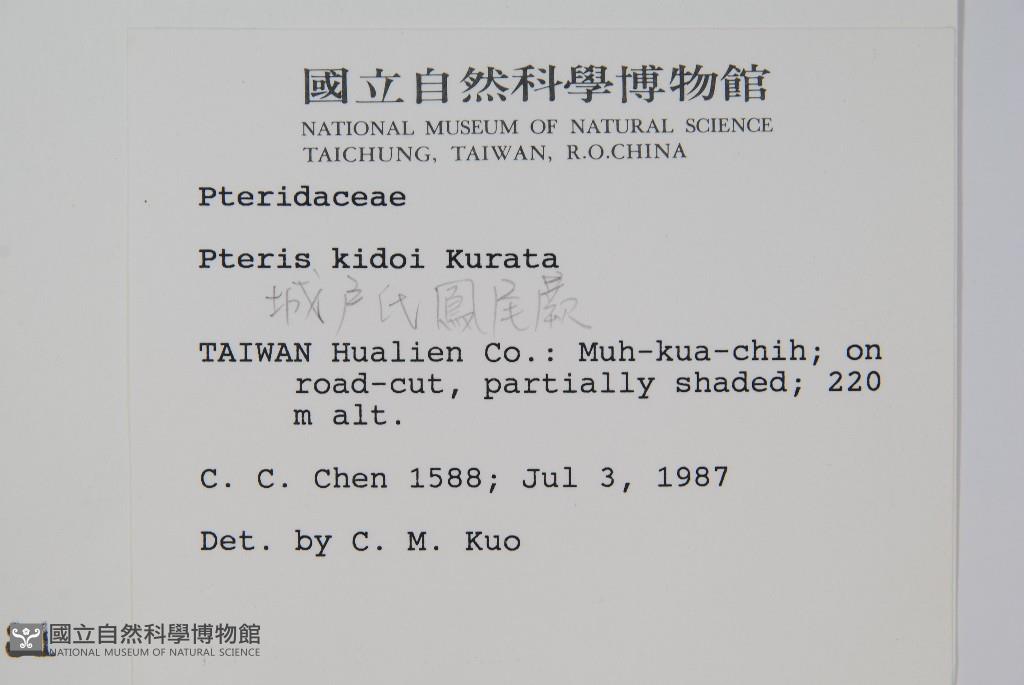 國立自然科學博物館
NATIONAL MUSEUM OF NATURAL SCIENCE
TAICHUNG, TAIWAN, R.O.CHINA
Pteridaceae
Pteris kidoi Kurata
城戶氏鳳尾蕨
TAIWAN Hualien Co.: Muh-kua-chih; on
road-cut, partially shaded; 220
m alt.
C. C. Chen 1588; Jul 3, 1987
Det. by C. M. Kuo
國立自然科學博物館
NATIONAL MUSEUM OF NATURAL SCIENCE